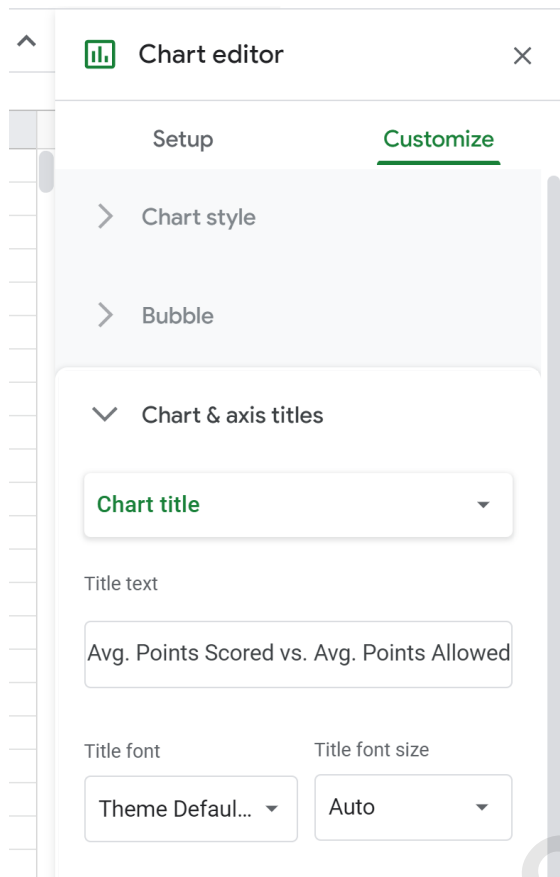 Chart editor
Setup Customize
Chart style
Bubble
Chart & axis titles
Chart title
Title text
Avg. Points Scored vs. Avg. Points Allowed
Title font Title font size
Theme Defaul... Auto